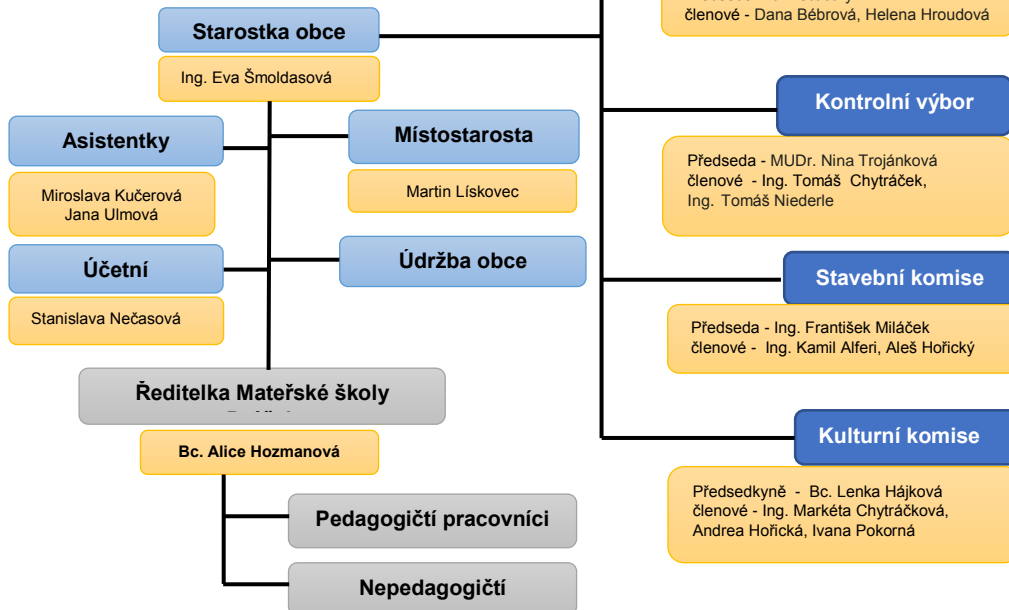 členové - Dana Bébrová, Helena Hroudová
Starostka obce
Ing. Eva Šmoldasová
Asistentky
Miroslava Kučerová
Jana Ulmová
Místostarosta
Martin Lískovec
Účetní
Stanislava Nečasová
Údržba obce
Ředitelka Mateřské školy
Bc. Alice Hozmanová
Pedagogičtí pracovníci
Nepedagogičtí
Kontrolní výbor
Předseda - MUDr. Nina Trojánková
členové - Ing. Tomáš Chytráček,
Ing. Tomáš Niederle
Stavební komise
Předseda - Ing. František Miláček
členové - Ing. Kamil Alferi, Aleš Hořický
Kulturní komise
Předsedkyně - Bc. Lenka Hájková
členové - Ing. Markéta Chytráčková,
Andrea Hořická, Ivana Pokorná